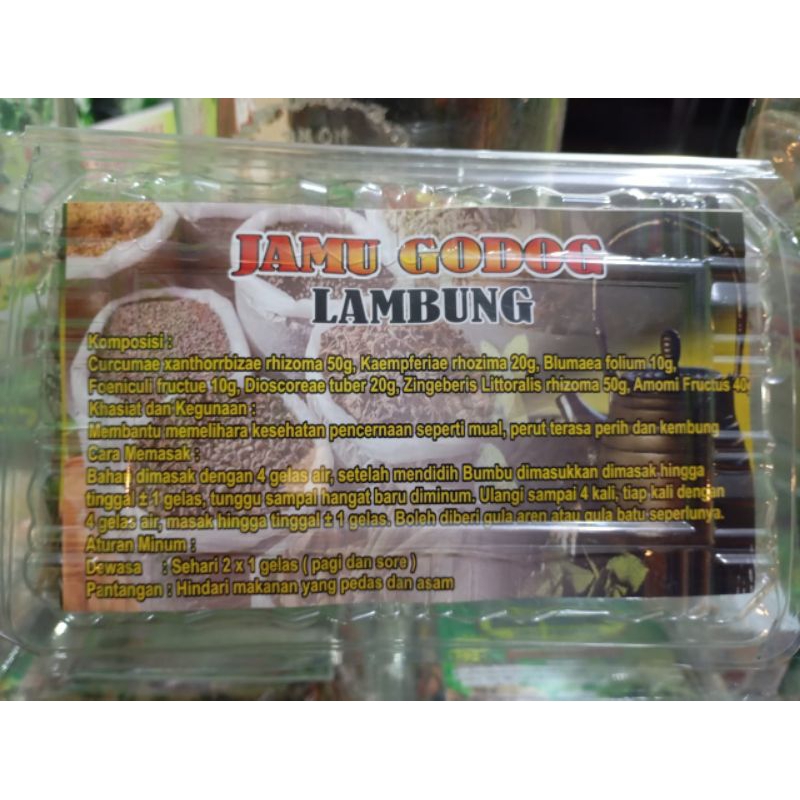 JAMU GODOG
LAMBUNG
Komposisi :
Curcumae xanthorrbizae rhizoma 50g, Kaempferiae rhozima 20g, Blumaea folium 10g,
Foeniculi fructue 10g, Dioscoreae tuber 20g, Zingeberis Littoralis rhizoma 50g, Amomi Fructus 40g
Khasiat dan Kegunaan :
Membantu memelihara kesehatan pencernaan seperti mual, perut terasa perih dan kembung
Cara Memasak :
Bahan dimasak dengan 4 gelas air, setelah mendidih Bumbu dimasukkan dimasak hingga
tinggal ± 1 gelas, tunggu sampai hangat baru diminum. Ulangi sampai 4 kali, tiap kali dengan
4 gelas air, masak hingga tinggal ± 1 gelas. Boleh diberi gula aren atau gula batu seperlunya.
Aturan Minum :
Dewasa : Sehari 2 x 1 gelas ( pagi dan sore )
Pantangan : Hindari makanan yang pedas dan asam